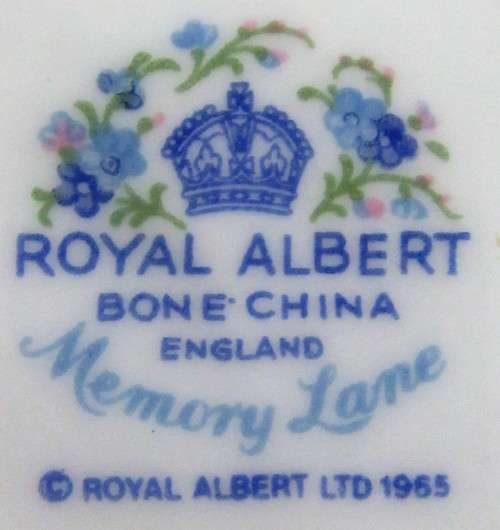 ROYAL ALBERT
BONE CHINA
ENGLAND
Memory Lane
© ROYAL ALBERT LTD 1965